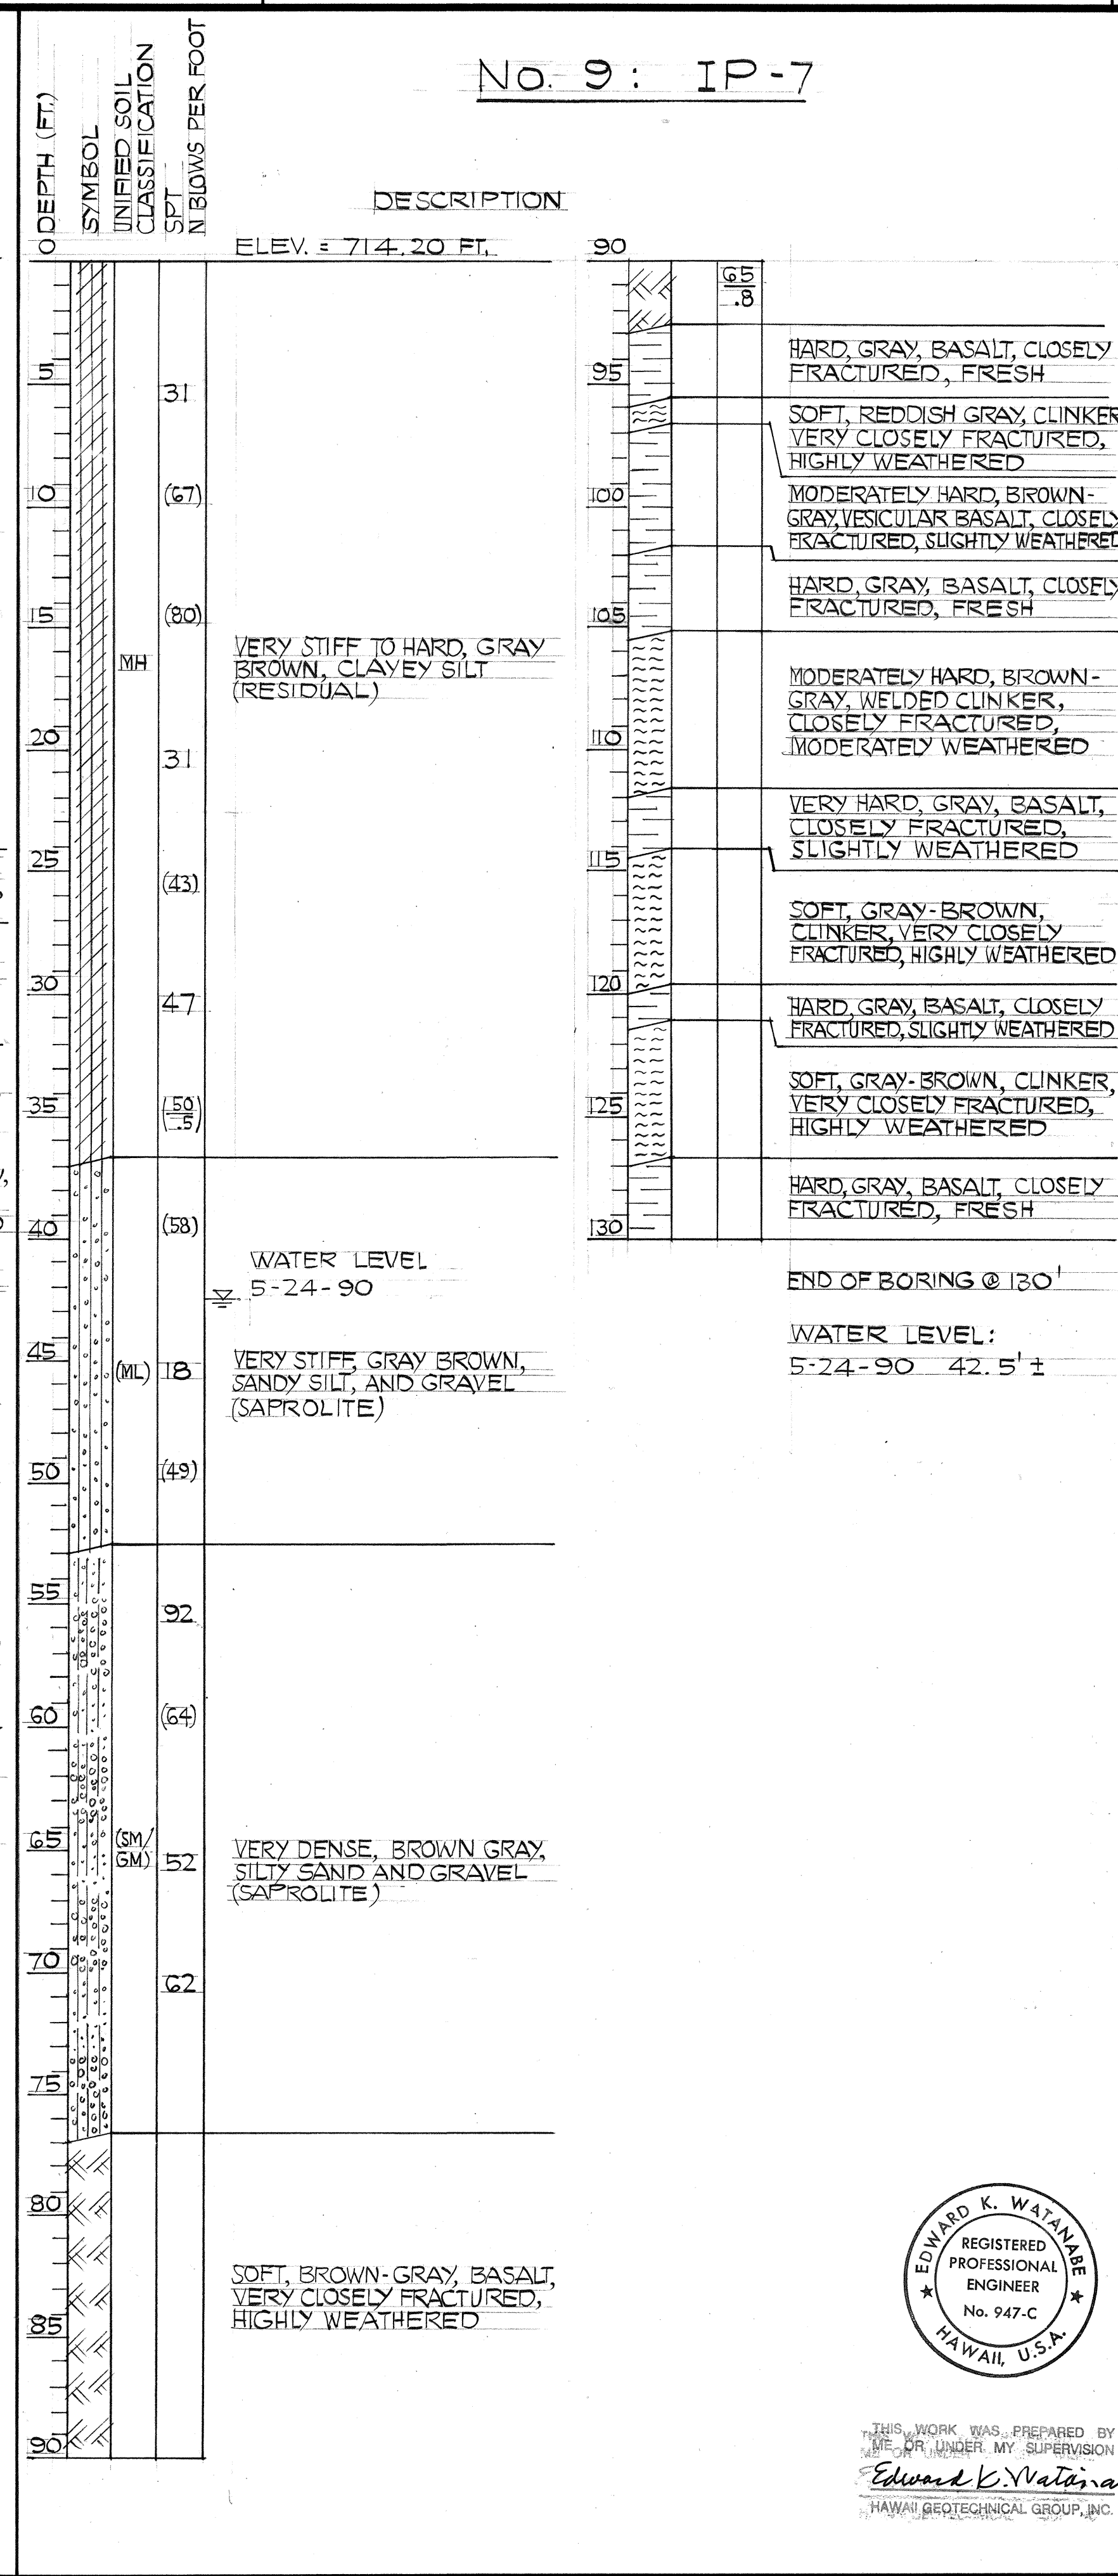 No. 9: IP-7
DEPTH (FT.)
SYMBOL
UNIFIED SOIL
CLASSIFICATION
SPT
N BLOWS PER FOOT
DESCRIPTION
0
ELEV. = 714.20 FT.
5
31
10
(67)
15
(80)
MH
VERY STIFF TO HARD, GRAY
BROWN, CLAYEY SILT
(RESIDUAL)
20
31
25
(43)
30
47
35
(50
.5)
40
(58)
WATER LEVEL
5-24-90
45
(ML)
18
VERY STIFF, GRAY BROWN,
SANDY SILT, AND GRAVEL
(SAPROLITE)
50
(49)
55
92
60
(64)
65
(SM/
GM)
52
VERY DENSE, BROWN GRAY,
SILTY SAND AND GRAVEL
(SAPROLITE)
70
62
75
80
SOFT, BROWN-GRAY, BASALT,
VERY CLOSELY FRACTURED,
HIGHLY WEATHERED
85
90
90
65
.8
HARD, GRAY, BASALT, CLOSELY
FRACTURED, FRESH
95
SOFT, REDDISH GRAY, CLINKER
VERY CLOSELY FRACTURED,
HIGHLY WEATHERED
100
MODERATELY HARD, BROWN-
GRAY, VESICULAR BASALT, CLOSELY
FRACTURED, SLIGHTLY WEATHERED
HARD, GRAY, BASALT, CLOSELY
FRACTURED, FRESH
105
MODERATELY HARD, BROWN-
GRAY, WELDED CLINKER,
CLOSELY FRACTURED,
MODERATELY WEATHERED
110
VERY HARD, GRAY, BASALT,
CLOSELY FRACTURED,
SLIGHTLY WEATHERED
115
SOFT, GRAY-BROWN,
CLINKER, VERY CLOSELY
FRACTURED, HIGHLY WEATHERED
120
HARD, GRAY, BASALT, CLOSELY
FRACTURED, SLIGHTLY WEATHERED
SOFT, GRAY-BROWN, CLINKER,
VERY CLOSELY FRACTURED,
HIGHLY WEATHERED
125
HARD, GRAY, BASALT, CLOSELY
FRACTURED, FRESH
130
END OF BORING @ 130'
WATER LEVEL:
5-24-90 42.5' ±
EDWARD K. WATANABE
REGISTERED
PROFESSIONAL
ENGINEER
No. 947-C
HAWAII, U.S.A.
THIS WORK WAS PREPARED BY
ME OR UNDER MY SUPERVISION
Edward K. Watana
HAWAII GEOTECHNICAL GROUP, INC.